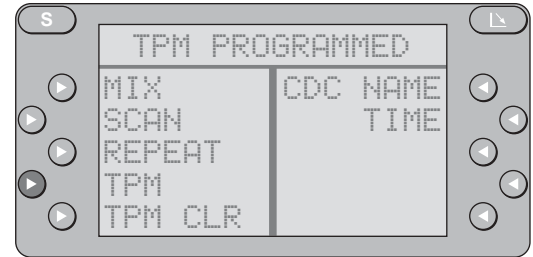 S
TPM PROGRAMMED
MIX CDC NAME
SCAN TIME
REPEAT
TPM
TPM CLR